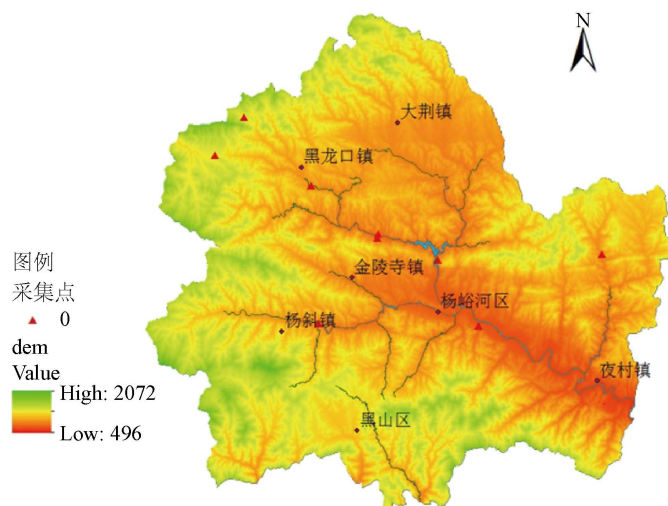 N
大荆镇
黑龙口镇
金陵寺镇
杨峪河区
杨斜镇
夜村镇
黑山区
图例
采集点
0
dem
Value
High: 2072
Low: 496